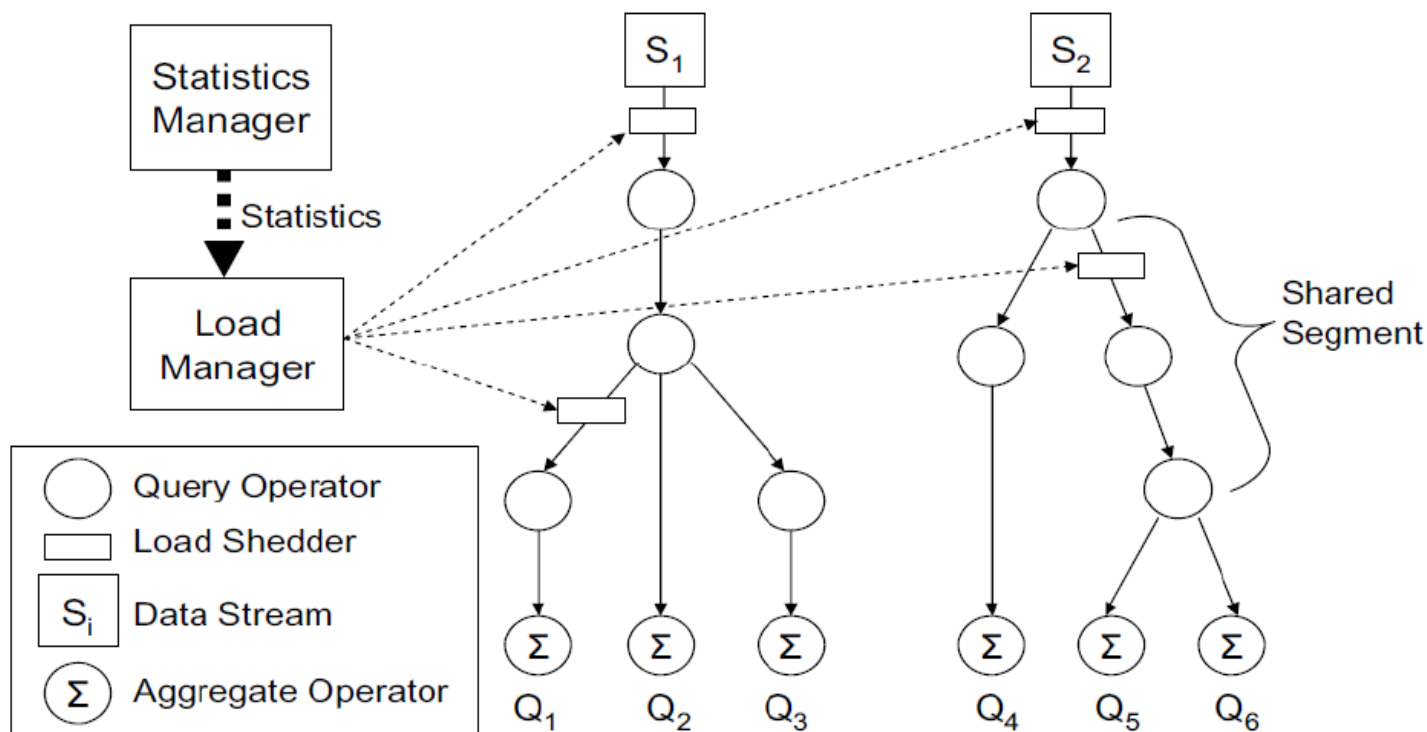 Statistics
Manager
Statistics
Load
Manager
S1
S2
Shared
Segment
Query Operator
Load Shedder
Si
Data Stream
Σ
Aggregate Operator
Σ Σ Σ Σ Σ Σ
Q1 Q2 Q3 Q4 Q5 Q6